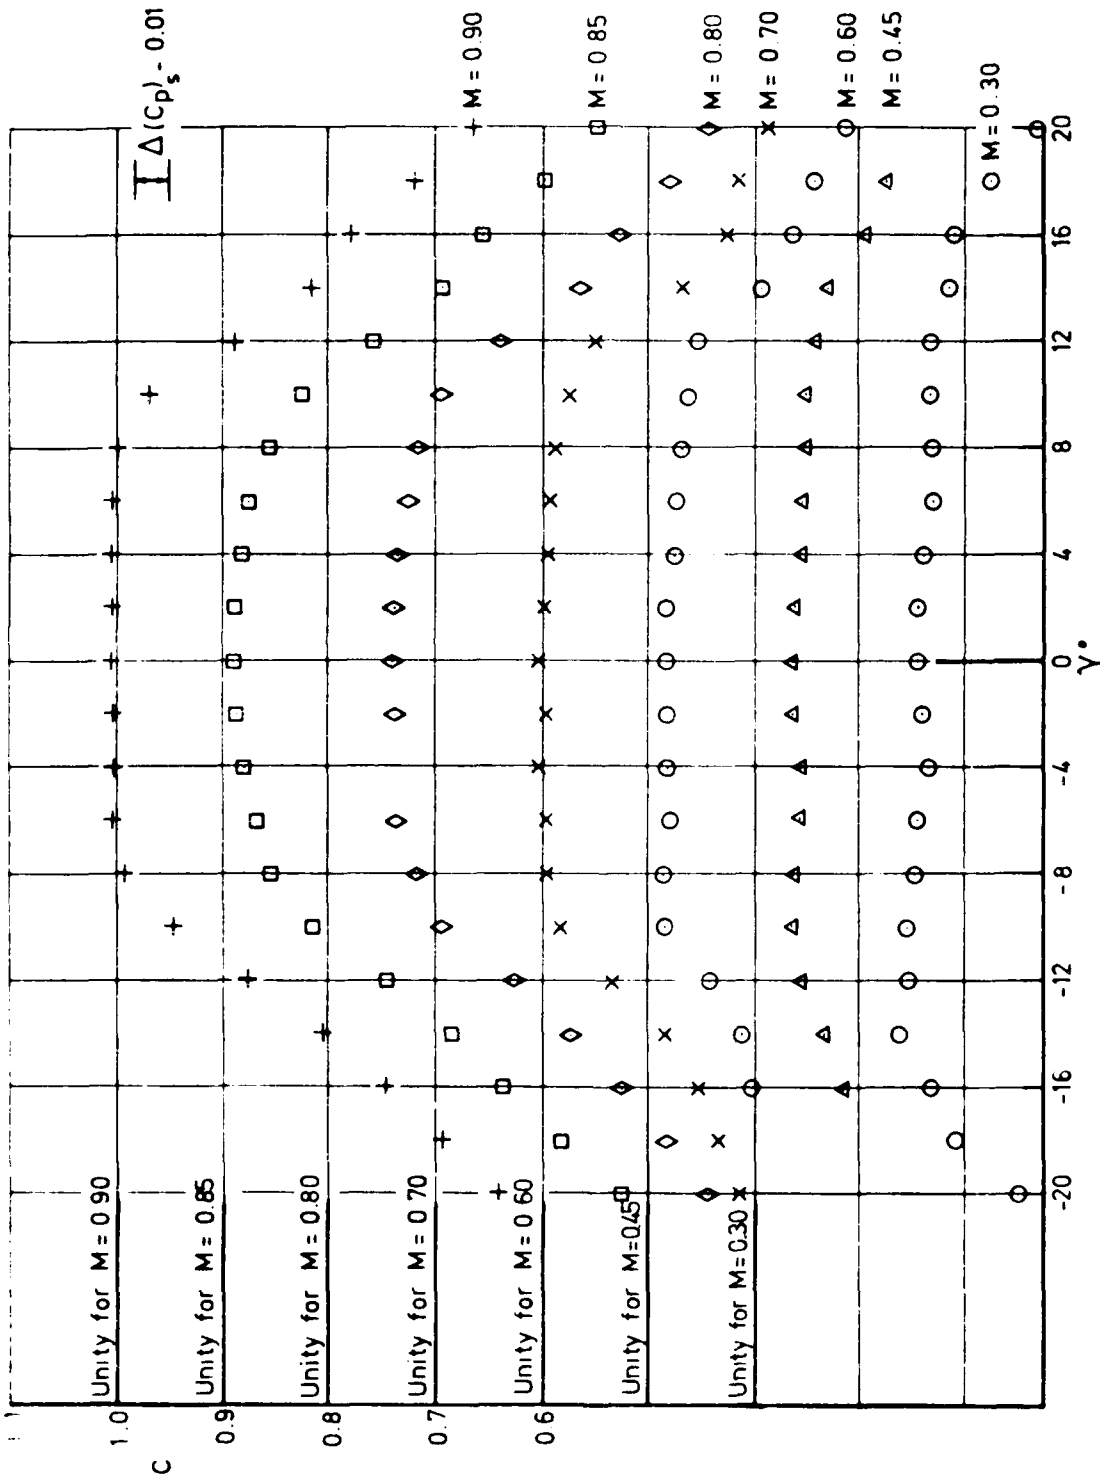 1.1
C
1.0
0.9
0.8
0.7
0.6
Unity for M = 0.90
Unity for M = 0.85
Unity for M = 0.80
Unity for M = 0.70
Unity for M = 0.60
Unity for M=0.45
Unity for M=0.30
Δ(Cp)s - 0.01
M = 0.90
M = 0.85
M = 0.80
M = 0.70
M = 0.60
M = 0.45
M = 0.30
-20 -16 -12 -8 -4 0 4 8 12 16 20
γ°